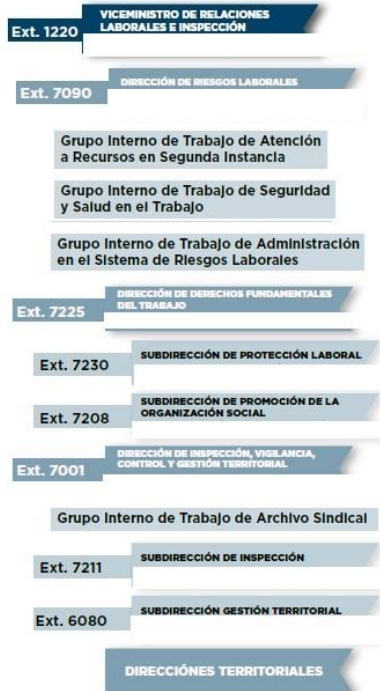 VICEMINISTRO DE RELACIONES
LABORALES E INSPECCIÓN
Ext. 1220
DIRECCIÓN DE RIESGOS LABORALES
Ext. 7090
Grupo Interno de Trabajo de Atención
a Recursos en Segunda Instancia
Grupo Interno de Trabajo de Seguridad
y Salud en el Trabajo
Grupo Interno de Trabajo de Administración
en el Sistema de Riesgos Laborales
DIRECCIÓN DE DERECHOS FUNDAMENTALES
DEL TRABAJO
Ext. 7225
SUBDIRECCIÓN DE PROTECCIÓN LABORAL
Ext. 7230
SUBDIRECCIÓN DE PROMOCIÓN DE LA
ORGANIZACIÓN SOCIAL
Ext. 7208
DIRECCIÓN DE INSPECCIÓN, VIGILANCIA,
CONTROL Y GESTIÓN TERRITORIAL
Ext. 7001
Grupo Interno de Trabajo de Archivo Sindical
SUBDIRECCIÓN DE INSPECCIÓN
Ext. 7211
SUBDIRECCIÓN GESTIÓN TERRITORIAL
Ext. 6080
DIRECCIÓNES TERRITORIALES